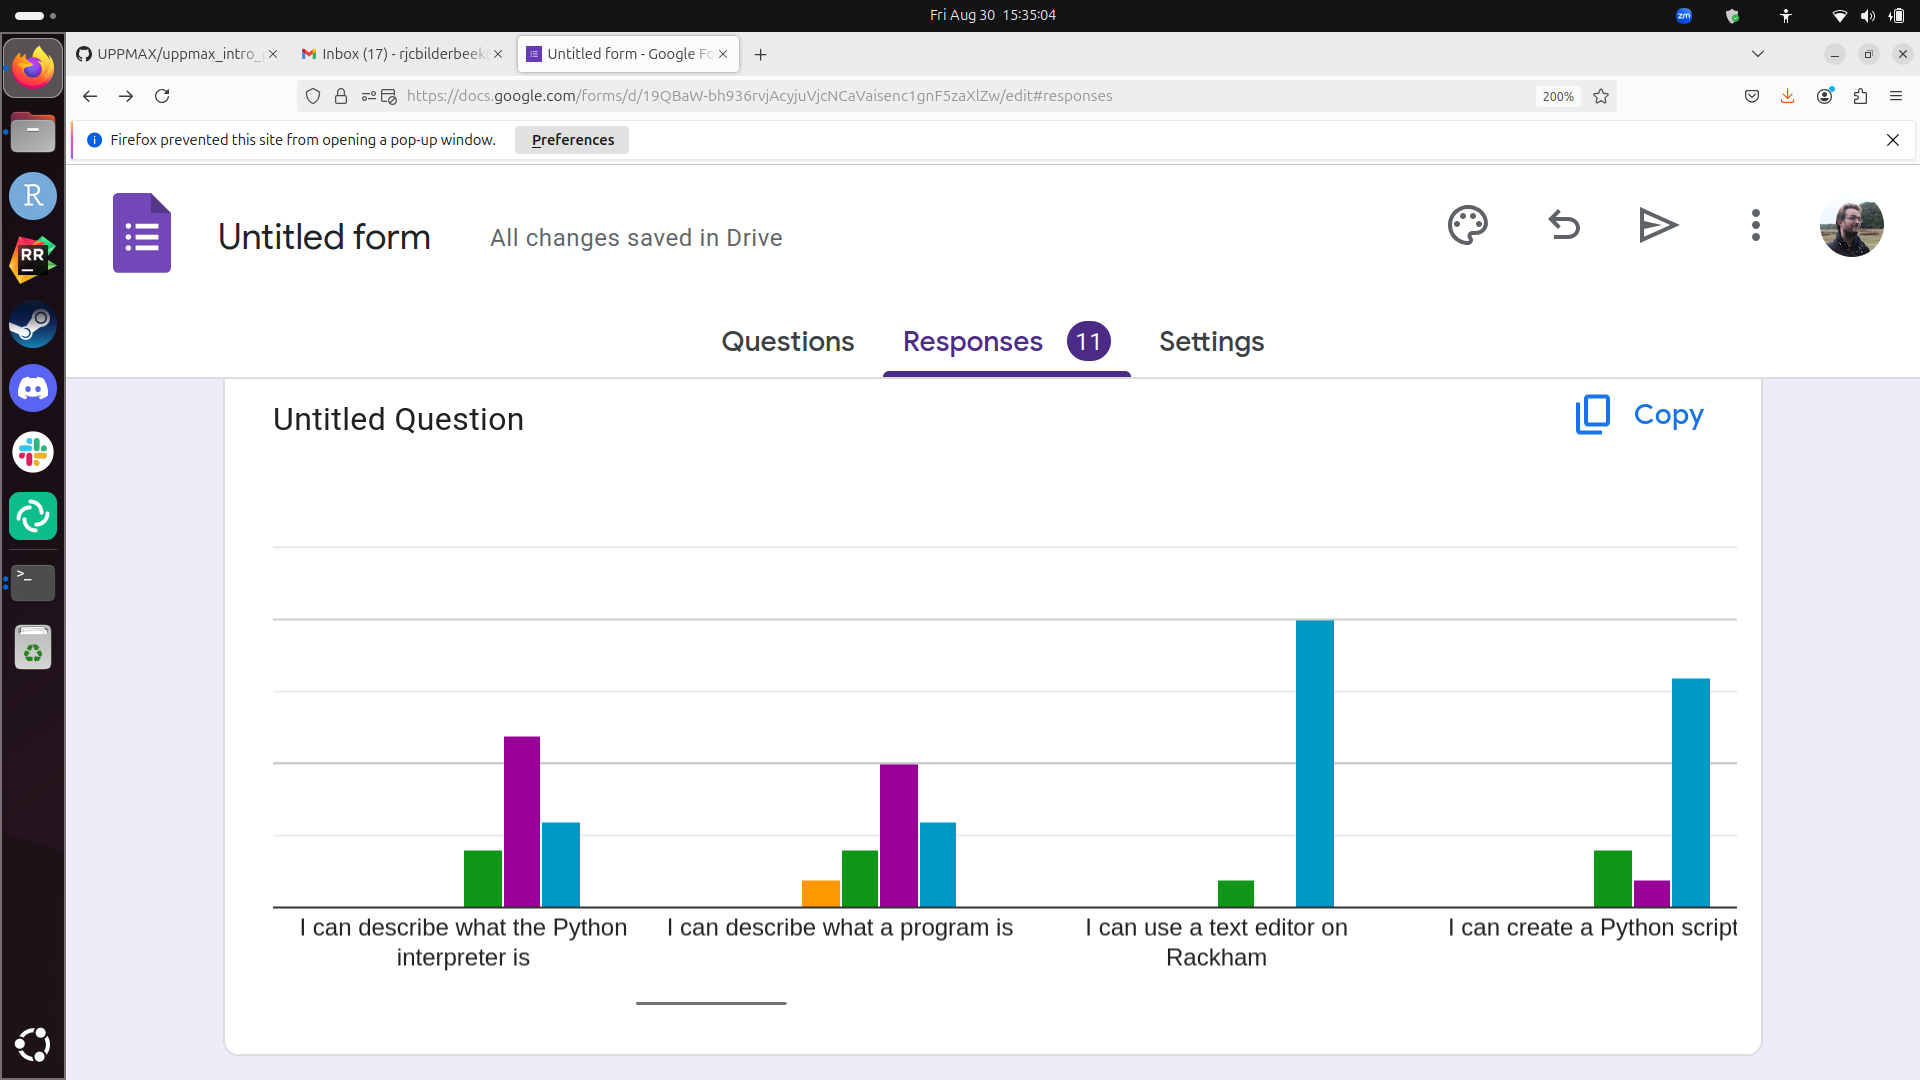 Fri Aug 30 15:35:04
zm
UPPMAX/uppmax_intro_
Inbox (17) - rjcbilderbeek
Untitled form - Google Fo
https://docs.google.com/forms/d/19QBaW-bh936rvjAcyjuVjcNCaVaisenc1gnF5zaXlZw/edit#responses
200%
Firefox prevented this site from opening a pop-up window.
Preferences
R
RR
>_
Untitled form
All changes saved in Drive
Questions
Responses
11
Settings
Untitled Question
Copy
I can describe what the Python
interpreter is
I can describe what a program is
I can use a text editor on
Rackham
I can create a Python script